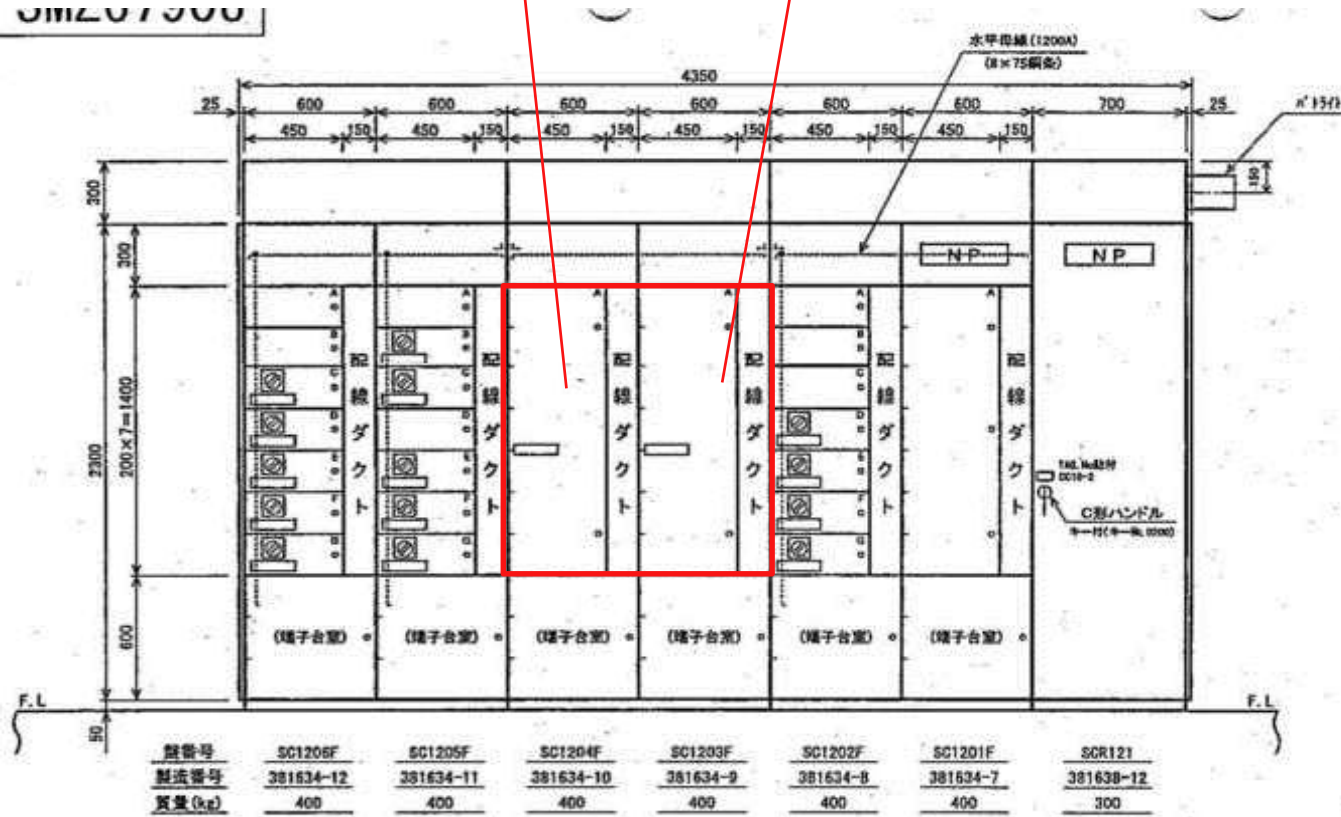 水平母線(1200A)
(8×75銅条)
4350
25 600 600 600 600 600 600 700 25
450 150 450 150 450 150 450 150 450 150 450 150
300
150
300
NP NP
A A A A A A
B B B
C C C
D D D
E E E
F F F
G G G
配線ダクト 配線ダクト 配線ダクト 配線ダクト 配線ダクト 配線ダクト
2300
200×7=1400
C形ハンドル
600
(端子台室) (端子台室) (端子台室) (端子台室) (端子台室) (端子台室)
F.L F.L
50
盤番号 SC1206F SC1205F SC1204F SC1203F SC1202F SC1201F SCR121
製造番号 381634-12 381634-11 381634-10 381634-9 381634-8 381634-7 381638-12
質量(kg) 400 400 400 400 400 400 300